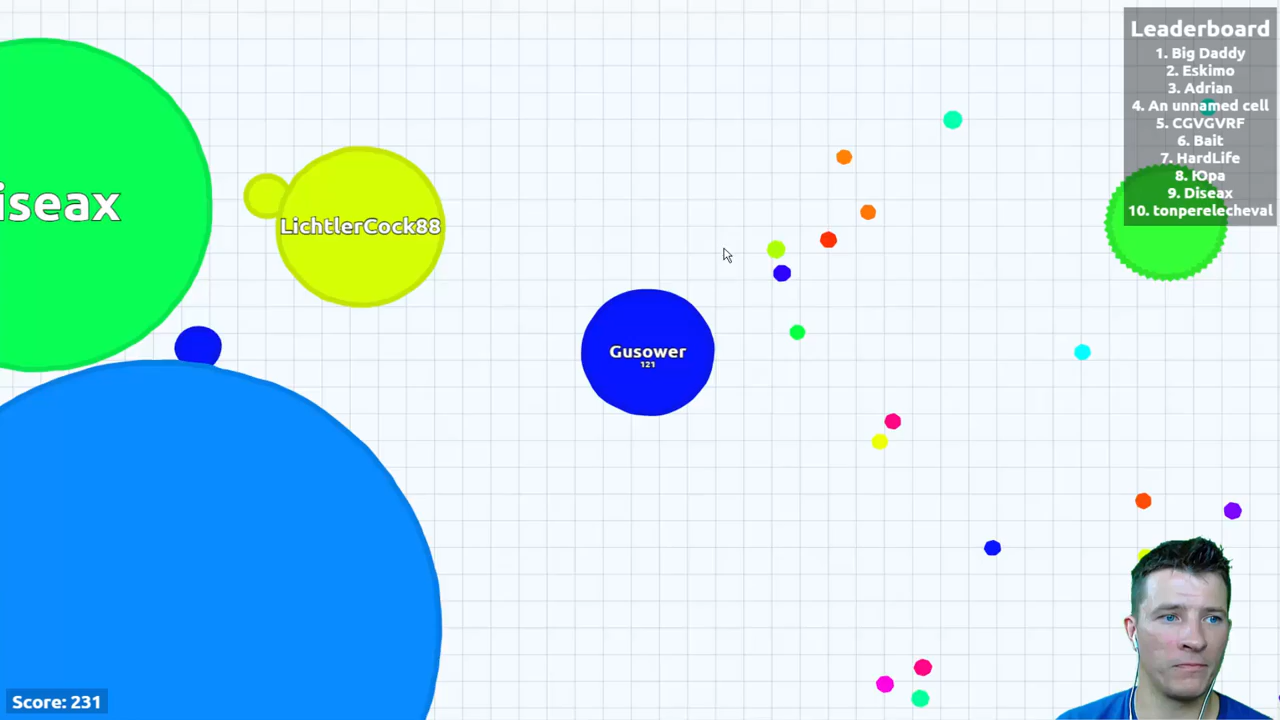 Leaderboard
1. Big Daddy
2. Eskimo
3. Adrian
4. An unnamed cell
5. CGVGVRF
6. Bait
7. HardLife
8. Юра
9. Diseax
10. tonperelecheval
iseax
LichtlerCock88
Gusower
121
Score: 231